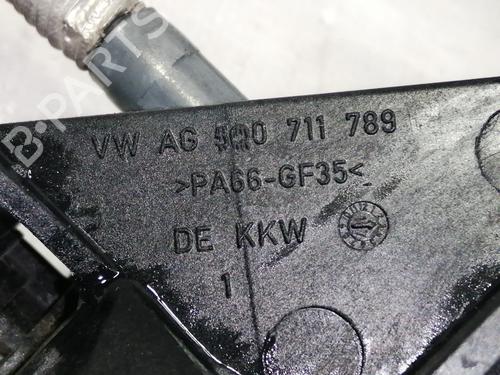 VW AG 5Q0 711 789
>PA66-GF35<
DE KKW
1
B-PARTS